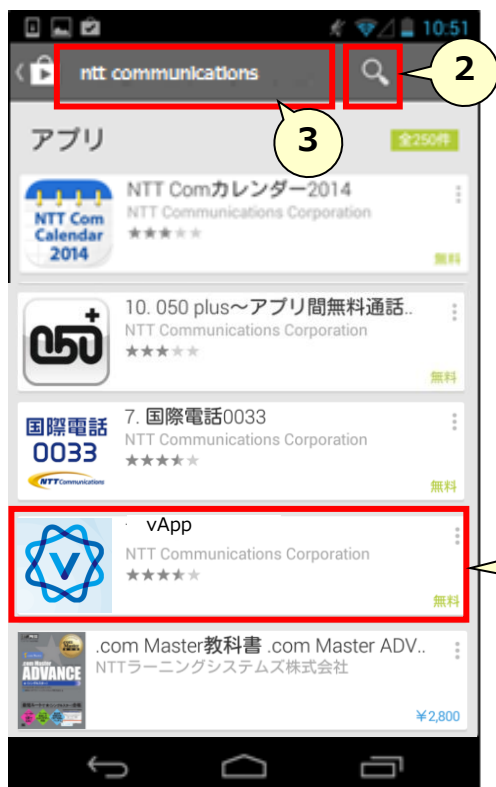 10:51
ntt communications
2
3
アプリ
全250件
NTT Comカレンダー2014
NTT Communications Corporation
無料
NTT Com
Calendar
2014
10. 050 plus～アプリ間無料通話..
NTT Communications Corporation
無料
050
+
7. 国際電話0033
NTT Communications Corporation
無料
国際電話
0033
NTT Communications
vApp
NTT Communications Corporation
無料
V
.com Master教科書 .com Master ADV..
NTTラーニングシステムズ株式会社
¥2,800
.com Master
ADVANCE